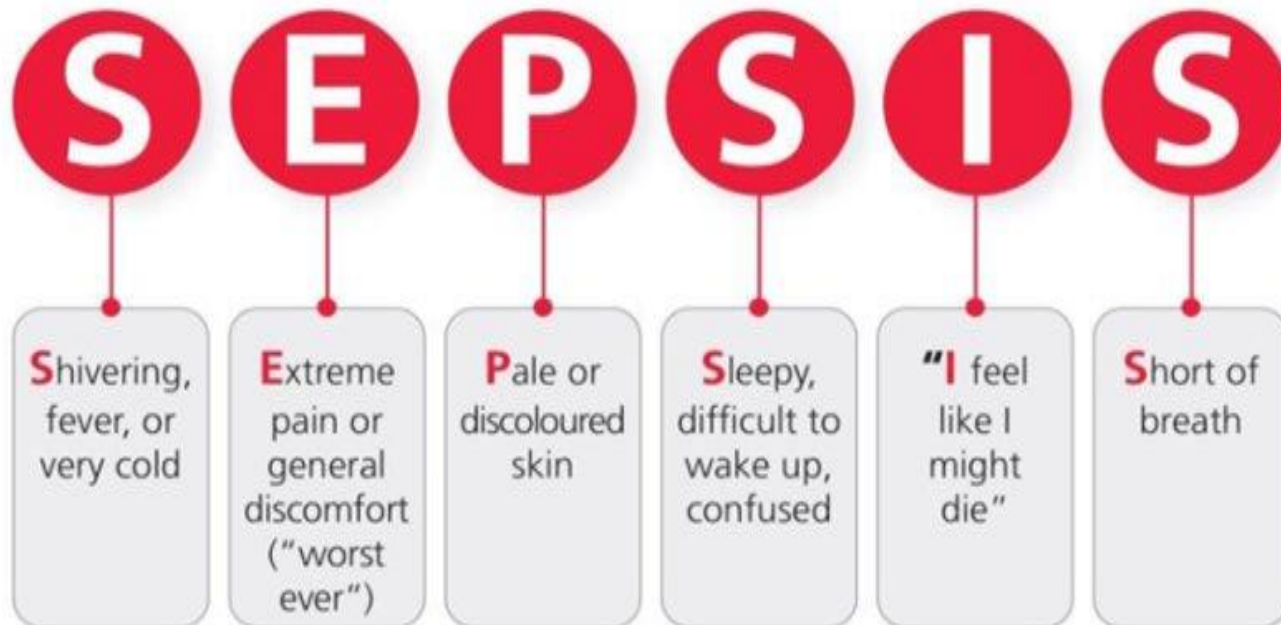 S E P S I S
Shivering,
fever, or
very cold
Extreme
pain or
general
discomfort
("worst
ever")
Pale or
discoloured
skin
Sleepy,
difficult to
wake up,
confused
"I feel
like I
might
die"
Short of
breath